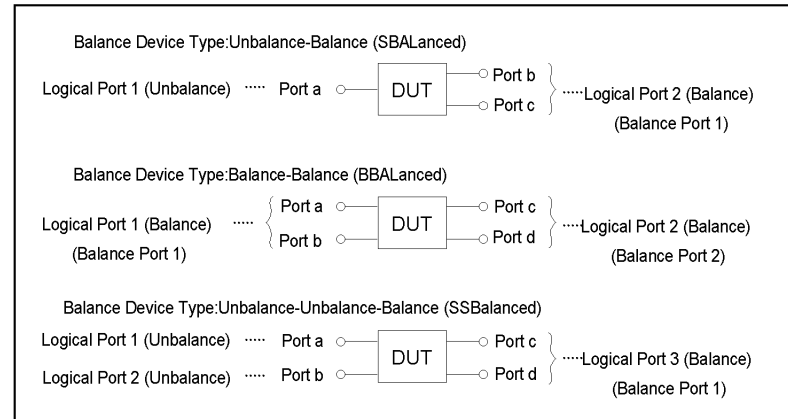 Balance Device Type:Unbalance-Balance (SBALanced)
Logical Port 1 (Unbalance) ····· Port a DUT Port b
Port c
·····Logical Port 2 (Balance)
(Balance Port 1)
Balance Device Type:Balance-Balance (BBALanced)
Logical Port 1 (Balance) ·····
(Balance Port 1)
Port a
Port b
DUT
Port c
Port d
·····Logical Port 2 (Balance)
(Balance Port 2)
Balance Device Type:Unbalance-Unbalance-Balance (SSBalanced)
Logical Port 1 (Unbalance) ····· Port a
Logical Port 2 (Unbalance) ····· Port b
DUT
Port c
Port d
·····Logical Port 3 (Balance)
(Balance Port 1)